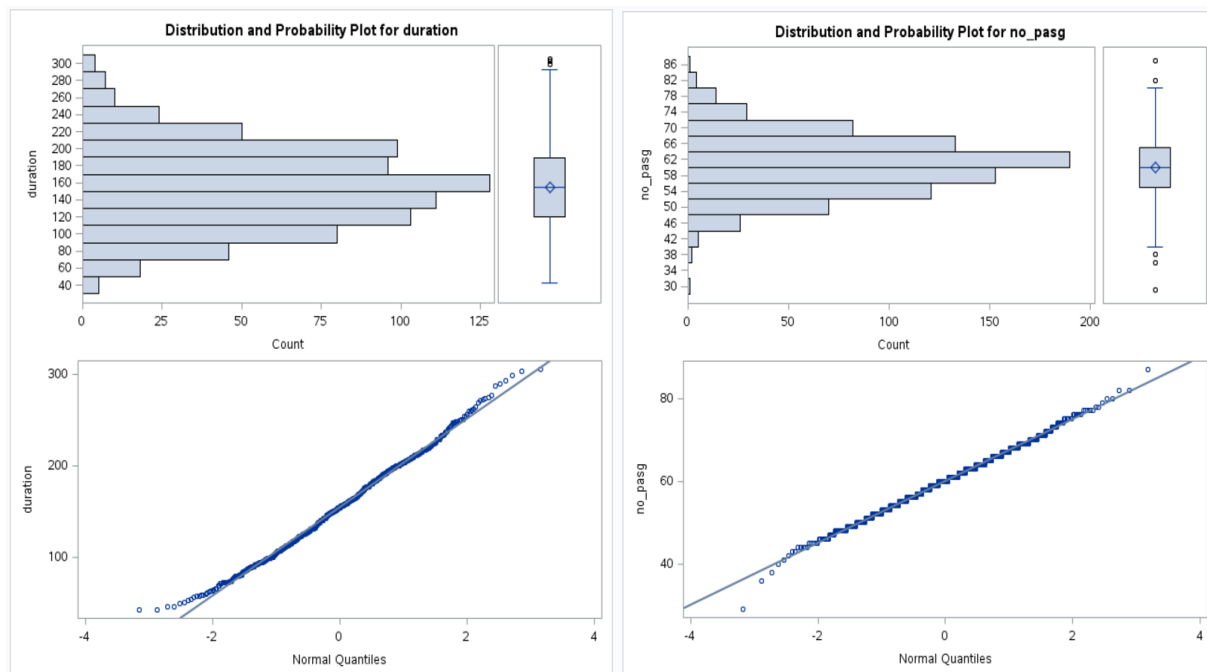 Distribution and Probability Plot for duration
300
280
260
240
220
200
180
160
140
120
100
80
60
40
duration
0 25 50 75 100 125
Count
300
200
100
duration
-4 -2 0 2 4
Normal Quantiles
Distribution and Probability Plot for no_pasg
86
82
78
74
70
66
62
58
54
50
46
42
38
34
30
no_pasg
0 50 100 150 200
Count
80
60
40
no_pasg
-4 -2 0 2 4
Normal Quantiles